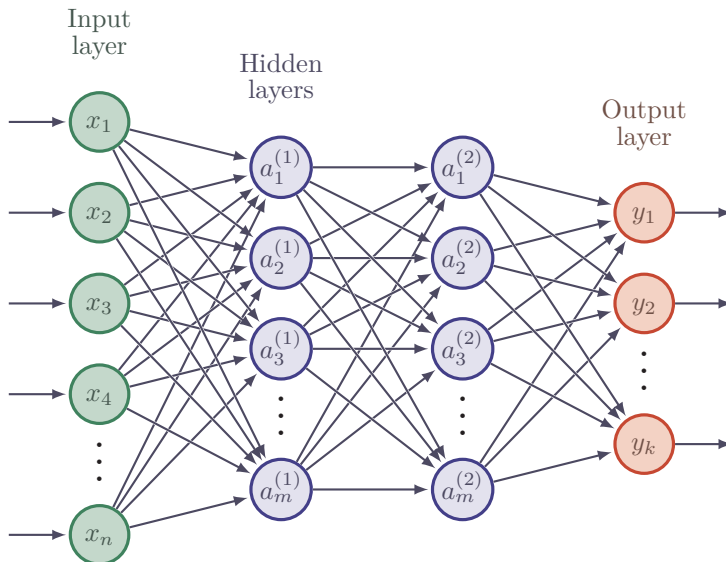 Input
layer
Hidden
layers
Output
layer
x₁
x₂
x₃
x₄
⋮
xₙ
a₁⁽¹⁾
a₂⁽¹⁾
a₃⁽¹⁾
⋮
aₘ⁽¹⁾
a₁⁽²⁾
a₂⁽²⁾
a₃⁽²⁾
⋮
aₘ⁽²⁾
y₁
y₂
⋮
yₖ